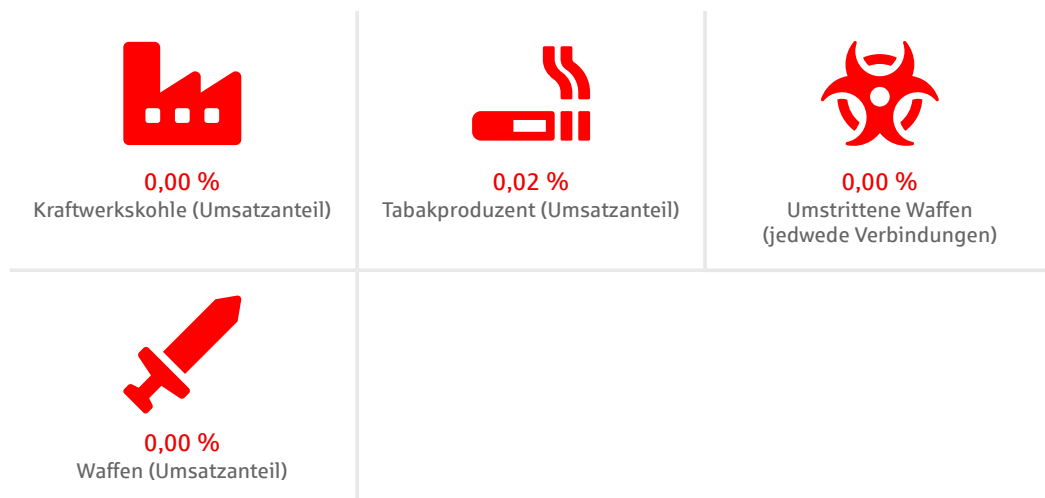 0,00 %
Kraftwerkskohle (Umsatzanteil)
0,02 %
Tabakproduzent (Umsatzanteil)
0,00 %
Umstrittene Waffen
(jedwede Verbindungen)
0,00 %
Waffen (Umsatzanteil)